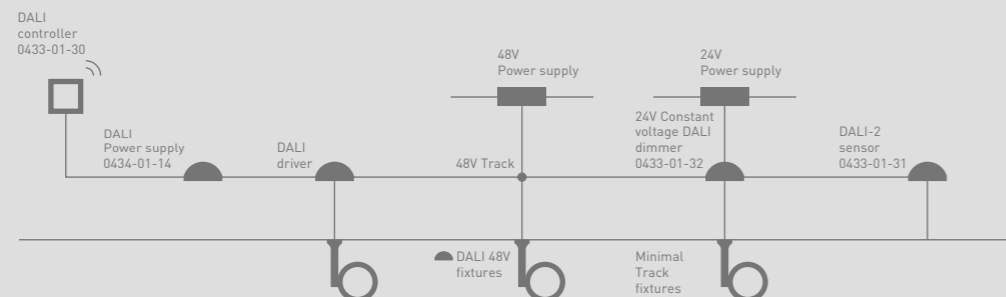 DALI
controller
0433-01-30
48V
Power supply
24V
Power supply
DALI
Power supply
0434-01-14
DALI
driver
48V Track
24V Constant
voltage DALI
dimmer
0433-01-32
DALI-2
sensor
0433-01-31
DALI 48V
fixtures
Minimal
Track
fixtures